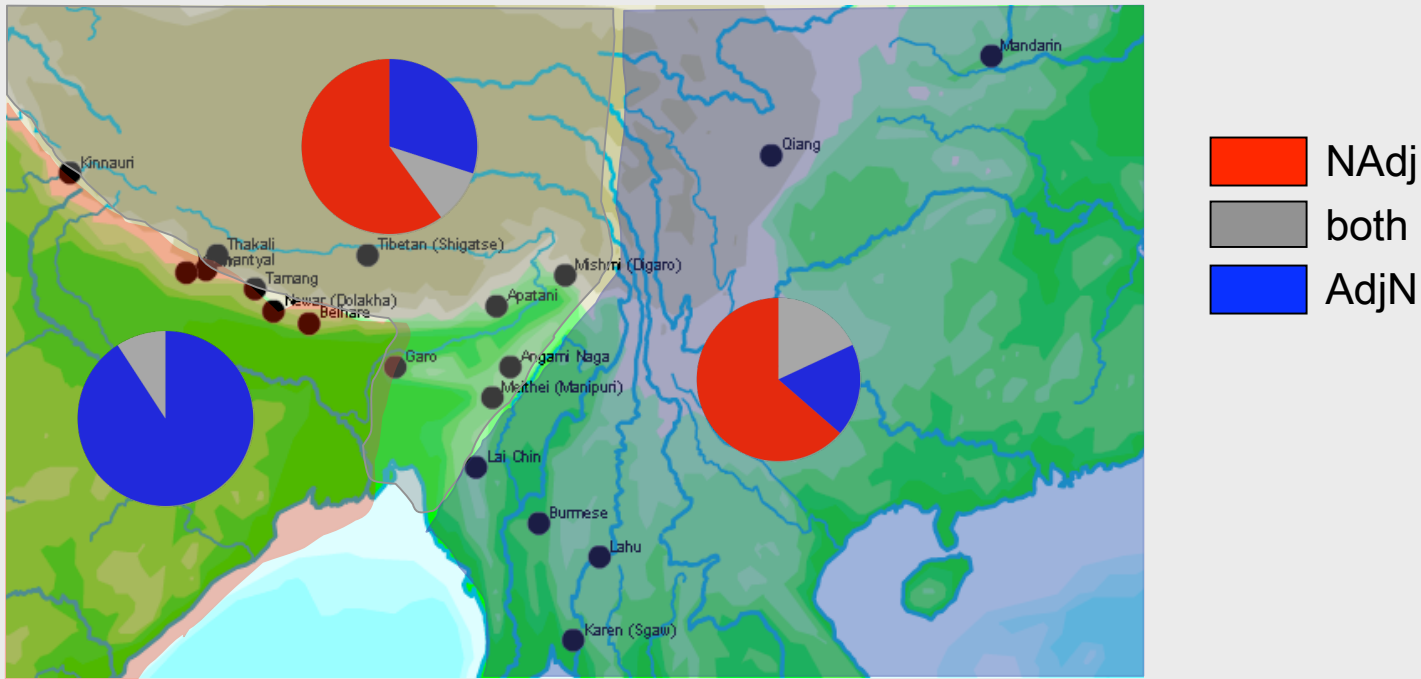 Mandarin
Qiang
Kinnauri
Thakali
Tamang
Newar (Dolakha)
Belhare
Tibetan (Shigatse)
Mishmi (Digaro)
Apatani
Garo
Angami Naga
Meithei (Manipuri)
Lai Chin
Burmese
Lahu
Karen (Sgaw)
NAdj
both
AdjN